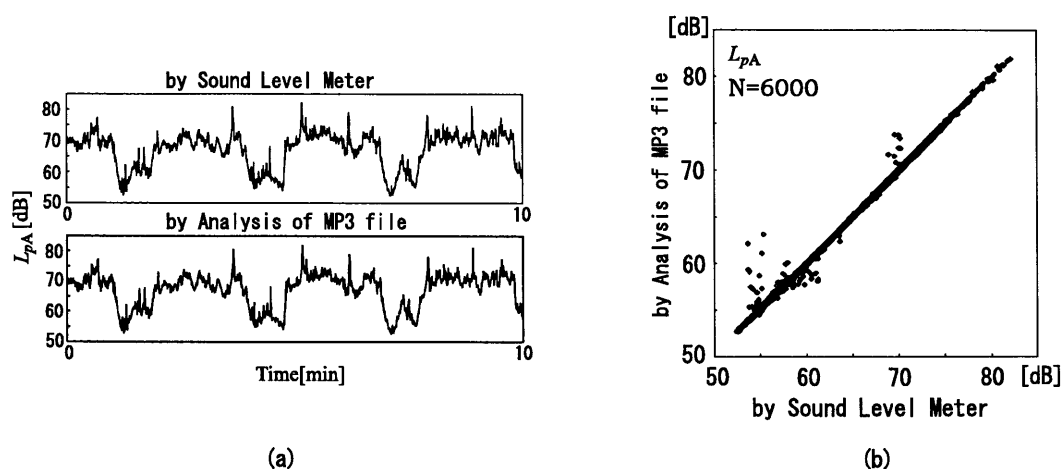 by Sound Level Meter
80
70
60
50
0
10
by Analysis of MP3 file
80
70
60
50
0
10
LpA [dB]
Time[min]
(a)
[dB]
LpA
N=6000
80
70
60
50
by Analysis of MP3 file
50
60
70
80
[dB]
by Sound Level Meter
(b)